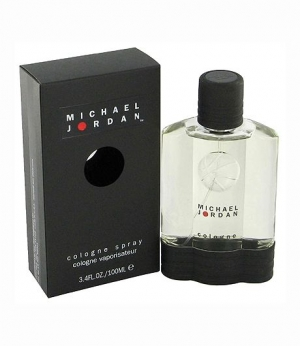 MICHAEL
JORDAN™
cologne spray
cologne vaporisateur
3.4FL.OZ./100ML ℮
MICHAEL
JORDAN
cologne